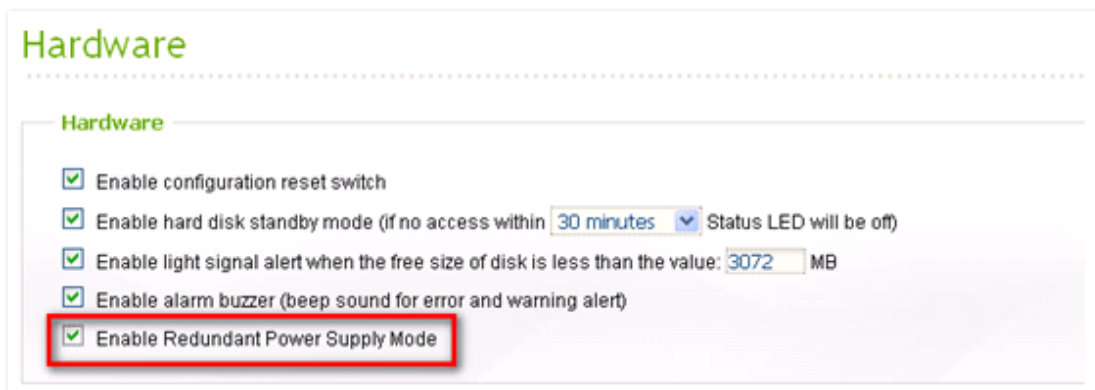 Hardware
Hardware
Enable configuration reset switch
Enable hard disk standby mode (if no access within 30 minutes Status LED will be off)
Enable light signal alert when the free size of disk is less than the value: 3072 MB
Enable alarm buzzer (beep sound for error and warning alert)
Enable Redundant Power Supply Mode